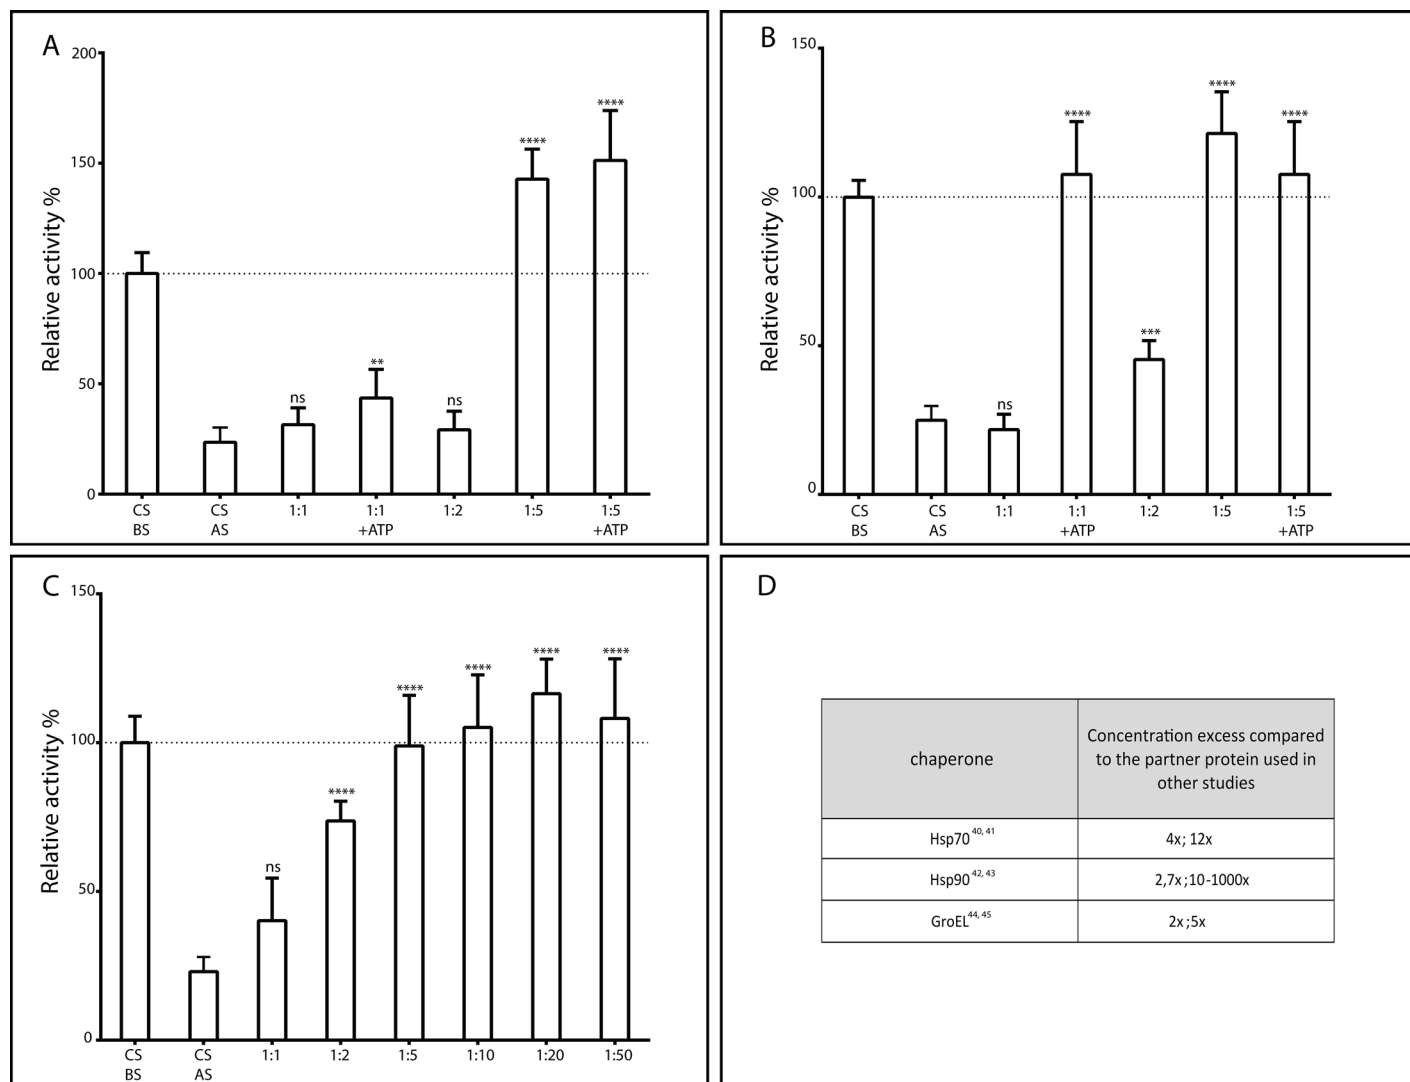 A
Relative activity %
200
150
100
50
0
****
****
**
ns
ns
CS CS 1:1 1:1 1:2 1:5 1:5
BS AS +ATP +ATP
B
Relative activity %
150
100
50
0
****
****
****
***
ns
CS CS 1:1 1:1 1:2 1:5 1:5
BS AS +ATP +ATP
C
Relative activity %
150
100
50
0
****
****
****
****
****
ns
CS CS 1:1 1:2 1:5 1:10 1:20 1:50
BS AS
D
chaperone
Concentration excess compared
to the partner protein used in
other studies
Hsp70 40, 41 4x; 12x
Hsp90 42, 43 2,7x;10-1000x
GroEL 44, 45 2x;5x